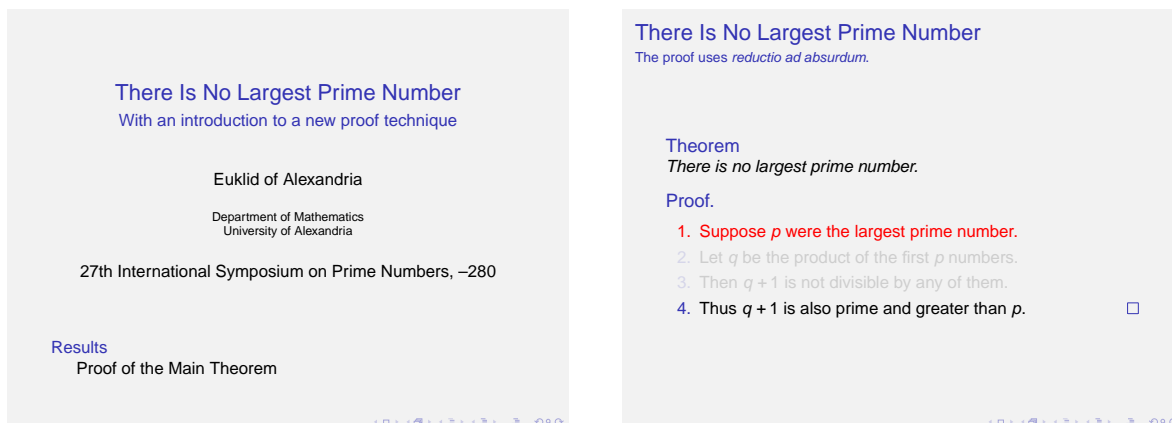 There Is No Largest Prime Number
With an introduction to a new proof technique
Euklid of Alexandria
Department of Mathematics
University of Alexandria
27th International Symposium on Prime Numbers, –280
Results
Proof of the Main Theorem
There Is No Largest Prime Number
The proof uses reductio ad absurdum.
Theorem
There is no largest prime number.
Proof.
1. Suppose p were the largest prime number.
2. Let q be the product of the first p numbers.
3. Then q + 1 is not divisible by any of them.
4. Thus q + 1 is also prime and greater than p.